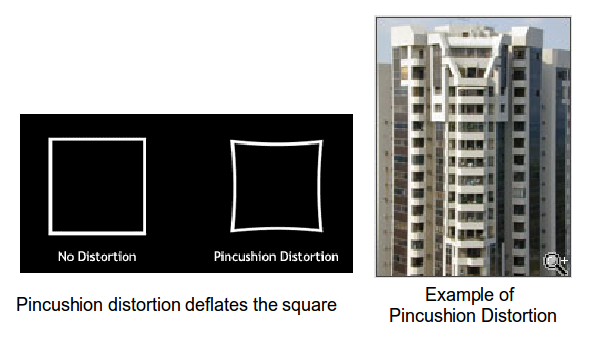 No Distortion
Pincushion Distortion
Pincushion distortion deflates the square
Example of
Pincushion Distortion